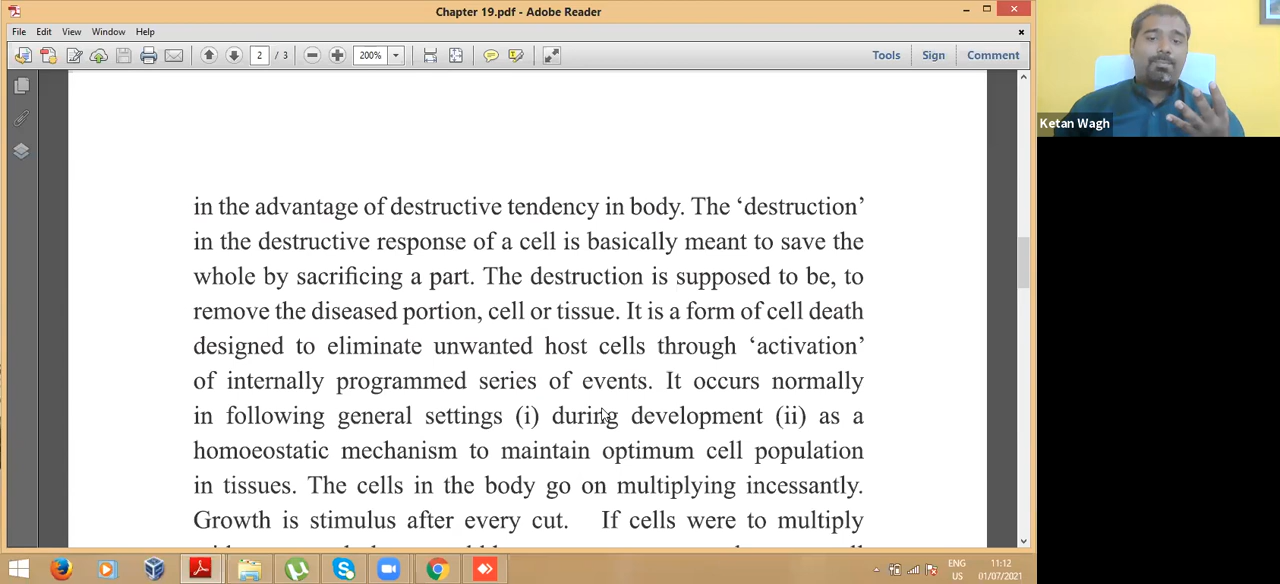 Chapter 19.pdf - Adobe Reader
File Edit View Window Help
2 / 3 200% Tools Sign Comment
Ketan Wagh
in the advantage of destructive tendency in body. The ‘destruction’
in the destructive response of a cell is basically meant to save the
whole by sacrificing a part. The destruction is supposed to be, to
remove the diseased portion, cell or tissue. It is a form of cell death
designed to eliminate unwanted host cells through ‘activation’
of internally programmed series of events. It occurs normally
in following general settings (i) during development (ii) as a
homoeostatic mechanism to maintain optimum cell population
in tissues. The cells in the body go on multiplying incessantly.
Growth is stimulus after every cut. If cells were to multiply
ENG 11:12
US 01/07/2021